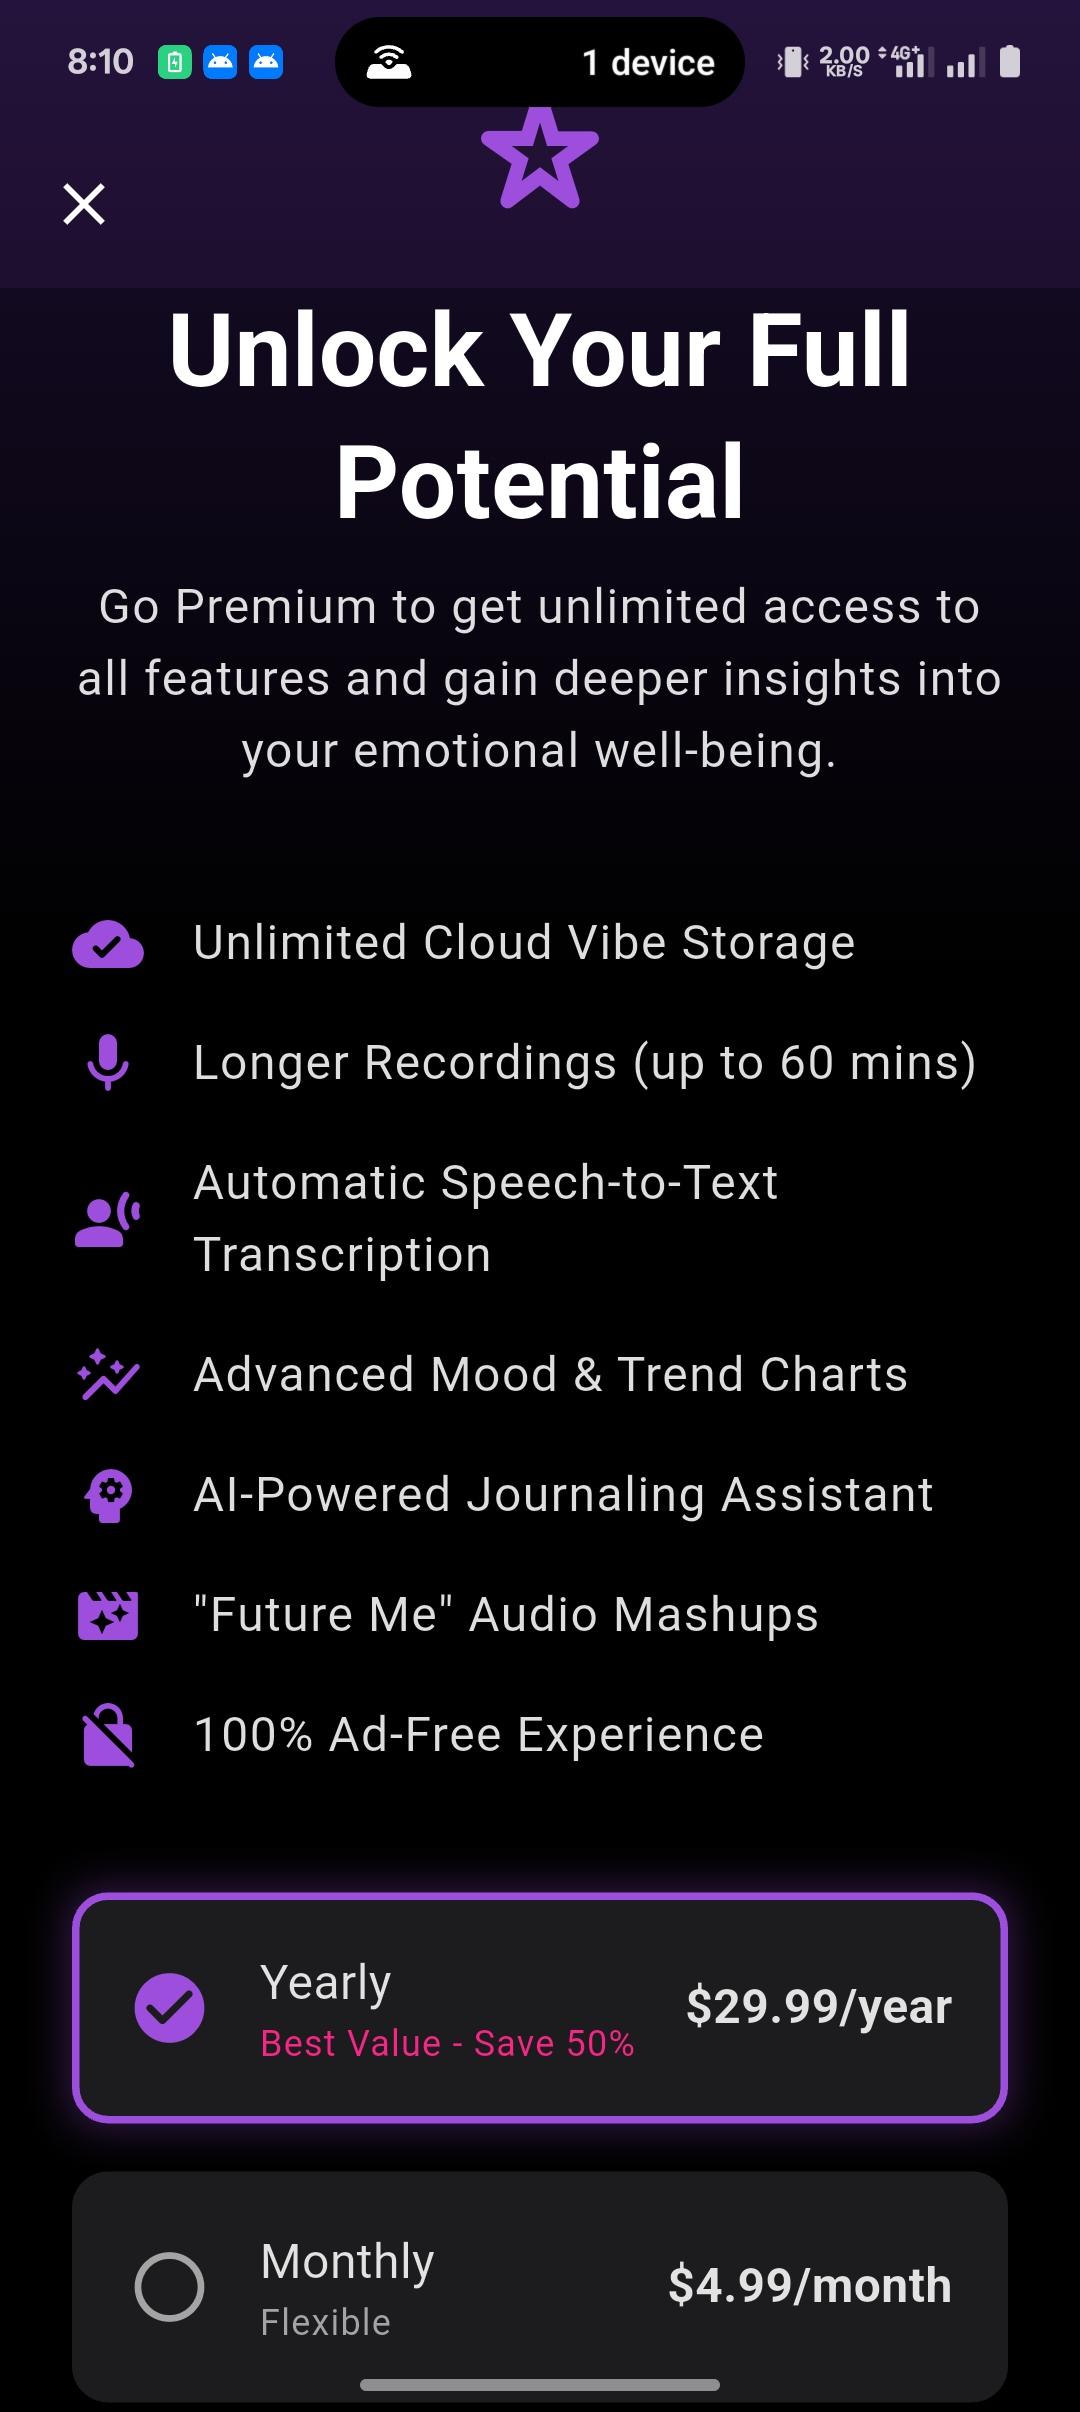 8:10
1 device
2.00
KB/S
4G+
Unlock Your Full
Potential
Go Premium to get unlimited access to
all features and gain deeper insights into
your emotional well-being.
Unlimited Cloud Vibe Storage
Longer Recordings (up to 60 mins)
Automatic Speech-to-Text
Transcription
Advanced Mood & Trend Charts
AI-Powered Journaling Assistant
"Future Me" Audio Mashups
100% Ad-Free Experience
Yearly
Best Value - Save 50%
$29.99/year
Monthly
Flexible
$4.99/month